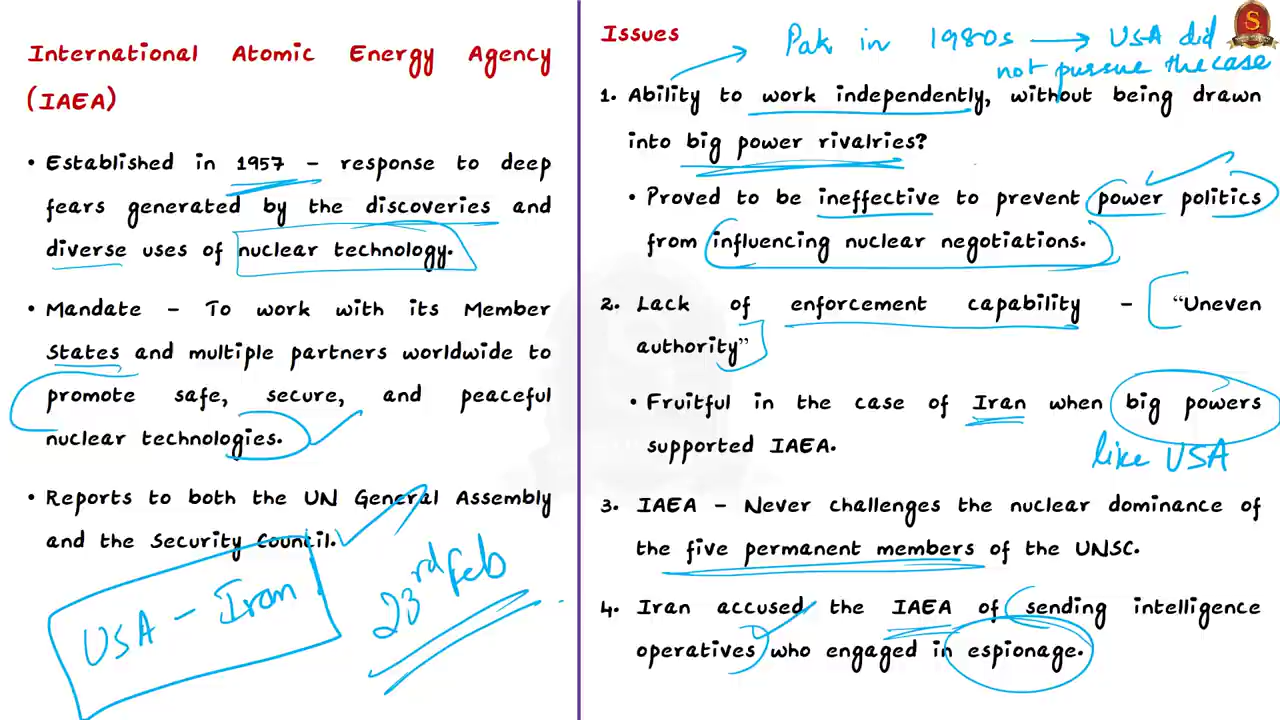 International Atomic Energy Agency
(IAEA)
• Established in 1957 – response to deep
fears generated by the discoveries and
diverse uses of nuclear technology.
• Mandate – To work with its Member
States and multiple partners worldwide to
promote safe, secure, and peaceful
nuclear technologies.
• Reports to both the UN General Assembly
and the Security Council.
USA – Iran
23rd Feb
Issues
Pak in 1980s → USA did
not pursue the case
1. Ability to work independently, without being drawn
into big power rivalries?
• Proved to be ineffective to prevent power politics
from influencing nuclear negotiations.
2. Lack of enforcement capability – "Uneven
authority"
• Fruitful in the case of Iran when big powers
supported IAEA.
like USA
3. IAEA – Never challenges the nuclear dominance of
the five permanent members of the UNSC.
4. Iran accused the IAEA of sending intelligence
operatives who engaged in espionage.
S